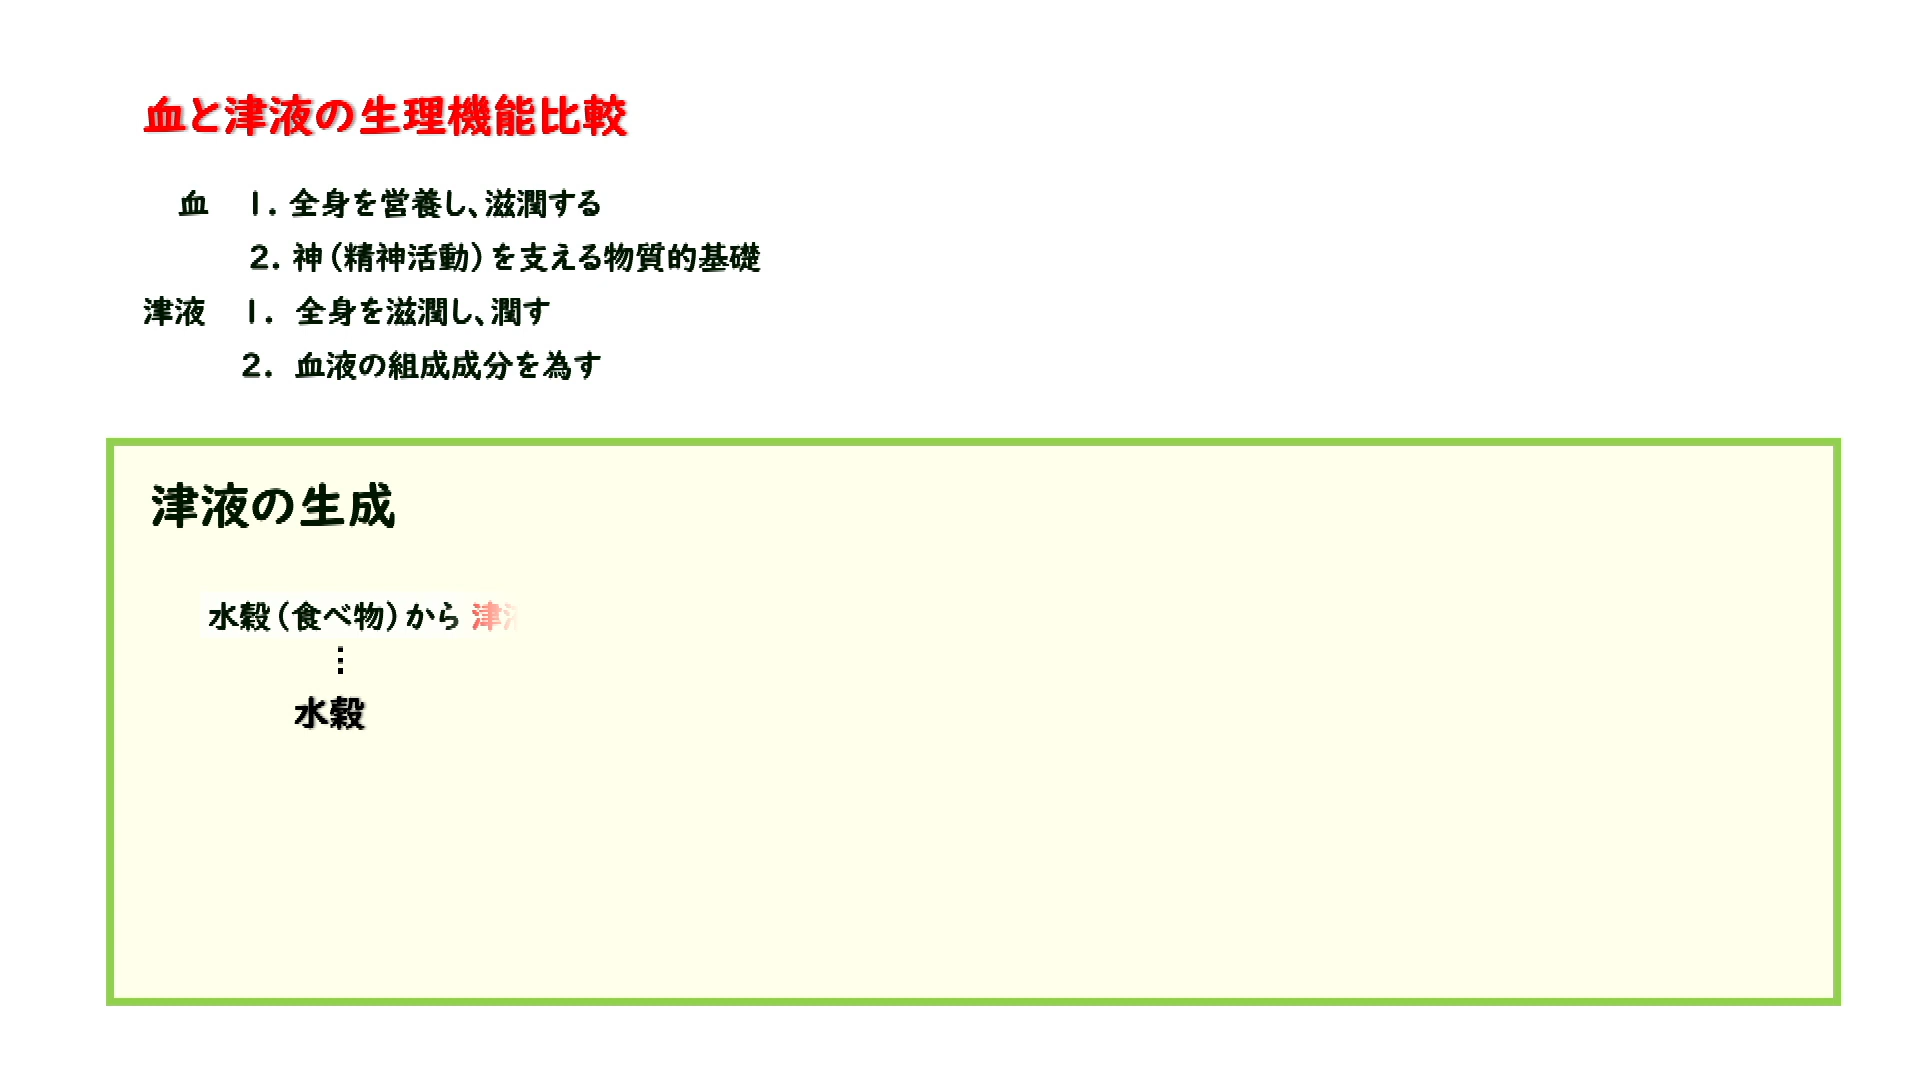 血と津液の生理機能比較
血 1. 全身を営養し、滋潤する
2. 神(精神活動)を支える物質的基礎
津液 1. 全身を滋潤し、潤す
2. 血液の組成成分を為す
津液の生成
水穀(食べ物)から 津
⋮
水穀